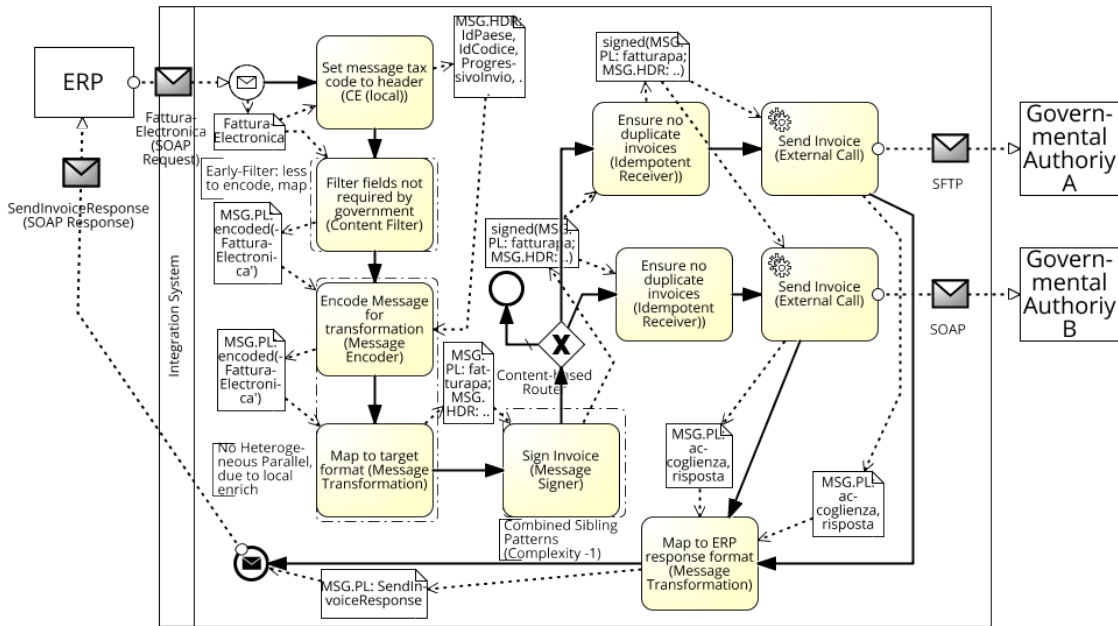 ERP
Fattura-
Electronica
(SOAP
Request)
SendInvoiceResponse
(SOAP Response)
Integration System
Set message tax
code to header
(CE (local))
MSG.HDR:
IdPaese,
IdCodice,
Progres-
sivoInvio, .
Fattura-
Electronica
Early-Filter: less
to encode, map
Filter fields not
required by
government
(Content Filter)
MSG.PL:
encoded(-
Fattura-
Electroni-
ca')
Encode Message
for
transformation
(Message
Encoder)
MSG.PL:
encoded(-
Fattura-
Electroni-
ca')
No Heteroge-
neous Parallel,
due to local
enrich
Map to target
format (Message
Transformation)
MSG.
PL: fat-
turapa;
MSG.
HDR: ..
Sign Invoice
(Message
Signer)
Combined Sibling
Patterns
(Complexity -1)
Content-based
Router
signed(MSG.
PL: fatturapa;
MSG.HDR: ..)
signed(MSG.
PL: fatturapa;
MSG.HDR: ..)
Ensure no
duplicate
invoices
(Idempotent
Receiver))
Ensure no
duplicate
invoices
(Idempotent
Receiver))
Send Invoice
(External Call)
Send Invoice
(External Call)
SFTP
SOAP
Govern-
mental
Authoriy
A
Govern-
mental
Authoriy
B
MSG.PL:
ac-
coglienza,
risposta
MSG.PL:
ac-
coglienza,
risposta
Map to ERP
response format
(Message
Transformation)
MSG.PL: SendIn-
voiceResponse